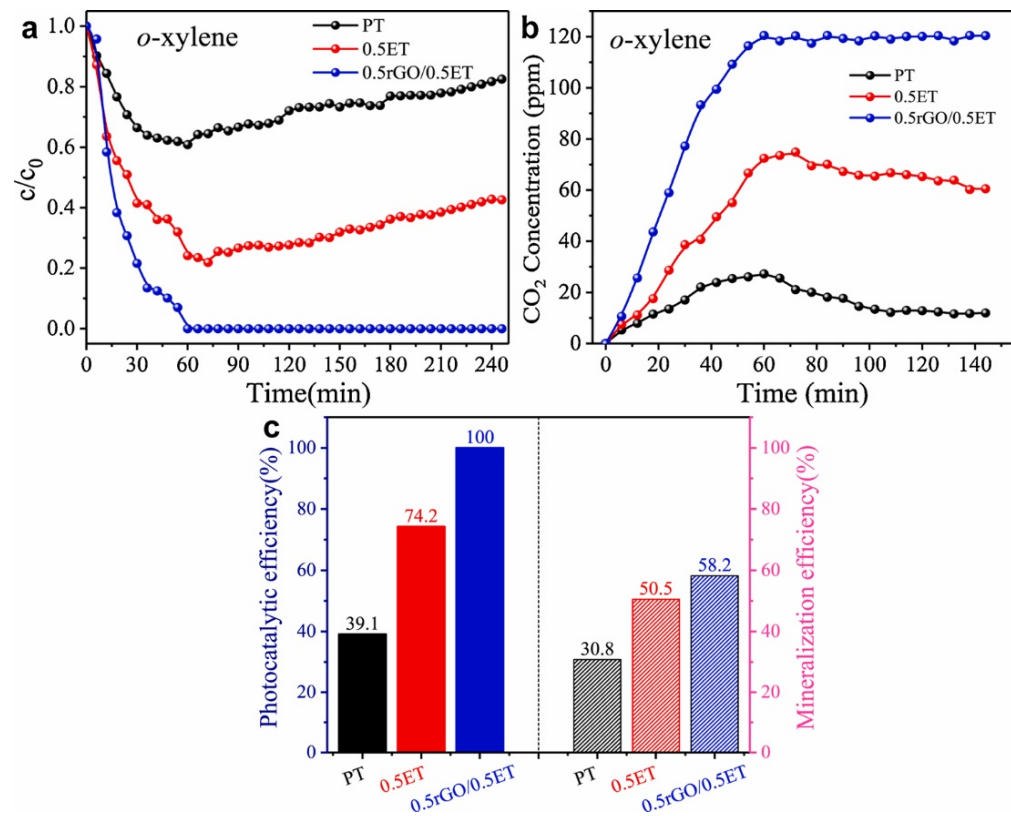 a
o-xylene
PT
0.5ET
0.5rGO/0.5ET
c/c0
1.0
0.8
0.6
0.4
0.2
0.0
0 30 60 90 120 150 180 210 240
Time(min)
b
o-xylene
PT
0.5ET
0.5rGO/0.5ET
CO2 Concentration (ppm)
120
100
80
60
40
20
0
0 20 40 60 80 100 120 140
Time (min)
c
Photocatalytic efficiency(%)
100
80
60
40
20
0
39.1
74.2
100
30.8
50.5
58.2
PT
0.5ET
0.5rGO/0.5ET
PT
0.5ET
0.5rGO/0.5ET
100
80
60
40
20
0
Mineralization efficiency(%)